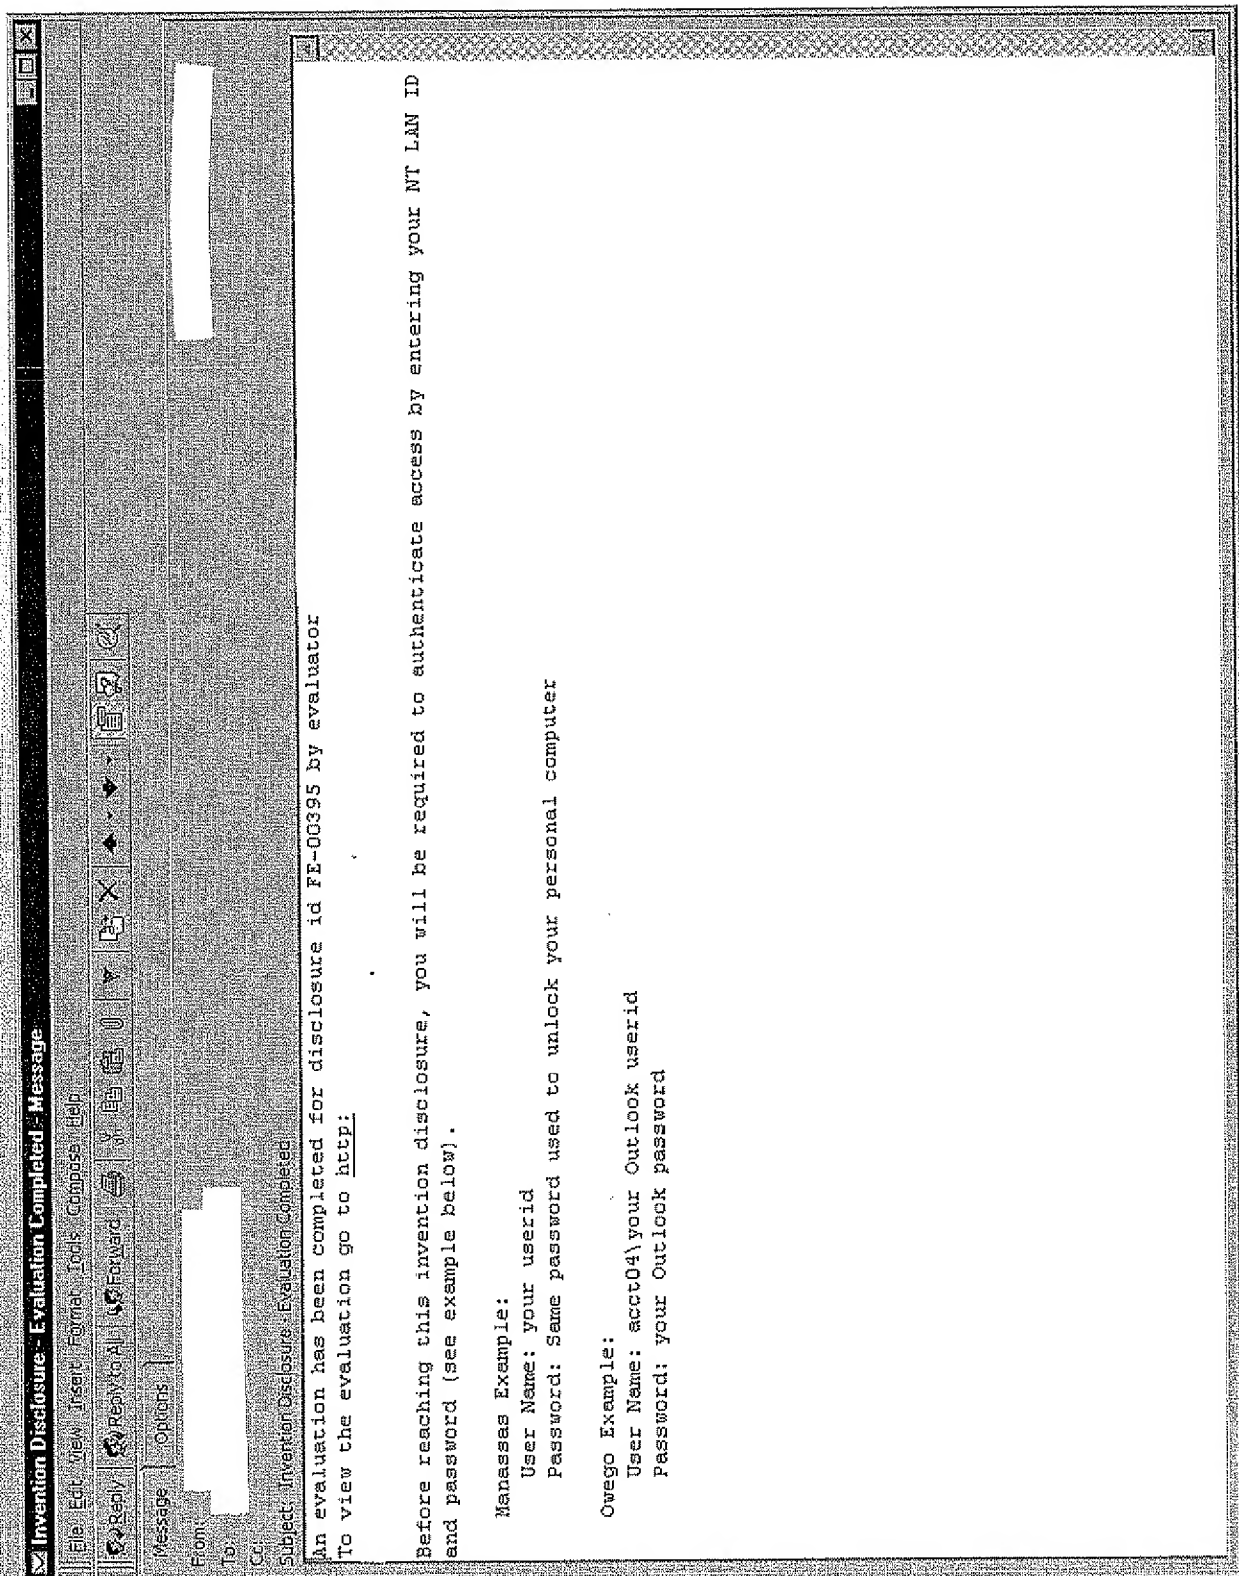 Invention Disclosure - Evaluation Completed - Message
File Edit View Insert Format Tools Compose Help
Reply Reply to All Forward
Message Options
From:
To:
Cc:
Subject: Invention Disclosure - Evaluation Completed
An evaluation has been completed for disclosure id FE-00395 by evaluator
To view the evaluation go to http:
Before reaching this invention disclosure, you will be required to authenticate access by entering your NT LAN ID
and password (see example below).
Manassas Example:
User Name: your userid
Password: Same password used to unlock your personal computer
Owego Example:
User Name: acct04\your Outlook userid
Password: your Outlook password